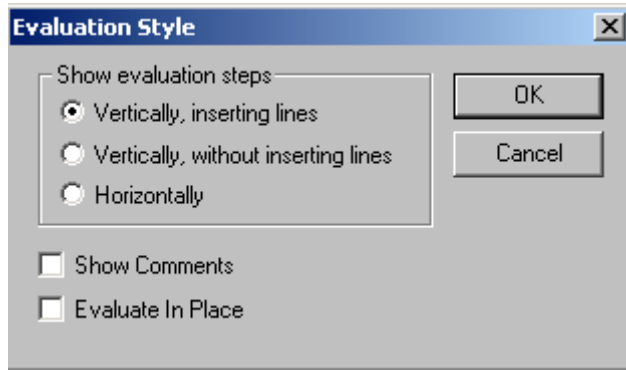 Evaluation Style
Show evaluation steps
Vertically, inserting lines
Vertically, without inserting lines
Horizontally
OK
Cancel
Show Comments
Evaluate In Place